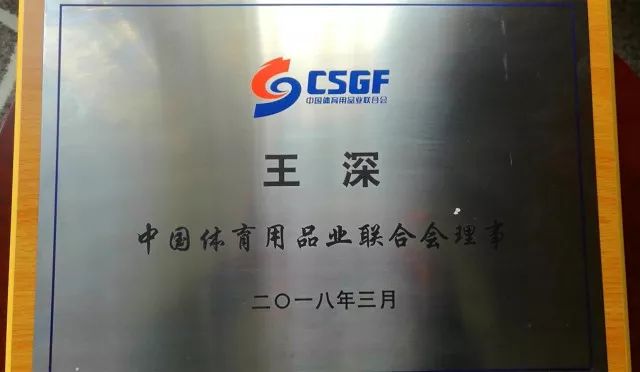 CSGF
中国体育用品业联合会
王 深
中国体育用品业联合会理事
二〇一八年三月